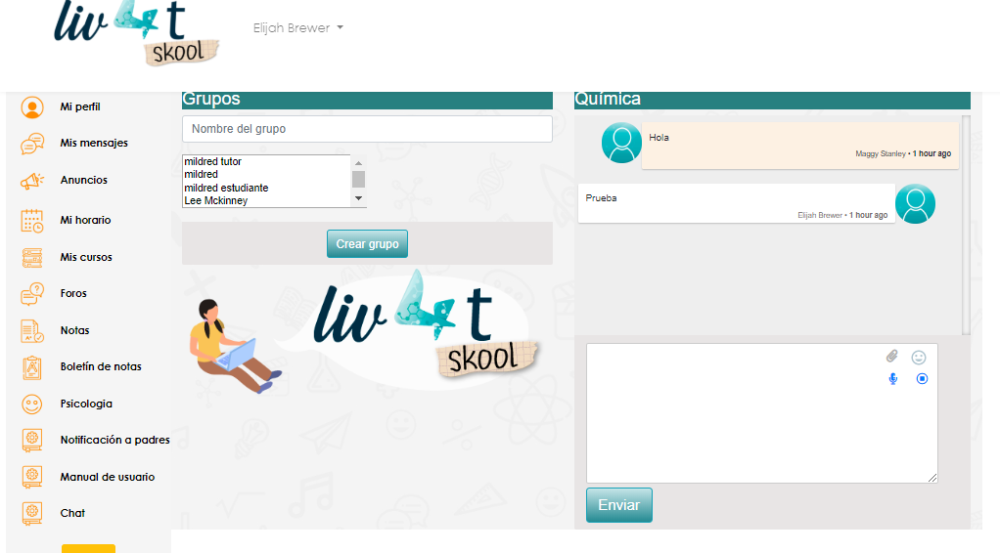 liv4t
skool
Elijah Brewer
Mi perfil
Mis mensajes
Anuncios
Mi horario
Mis cursos
Foros
Notas
Boletín de notas
Psicologia
Notificación a padres
Manual de usuario
Chat
Grupos
Nombre del grupo
mildred tutor
mildred
mildred estudiante
Lee Mckinney
Crear grupo
liv4t
skool
Química
Hola
Maggy Stanley • 1 hour ago
Prueba
Elijah Brewer • 1 hour ago
Enviar